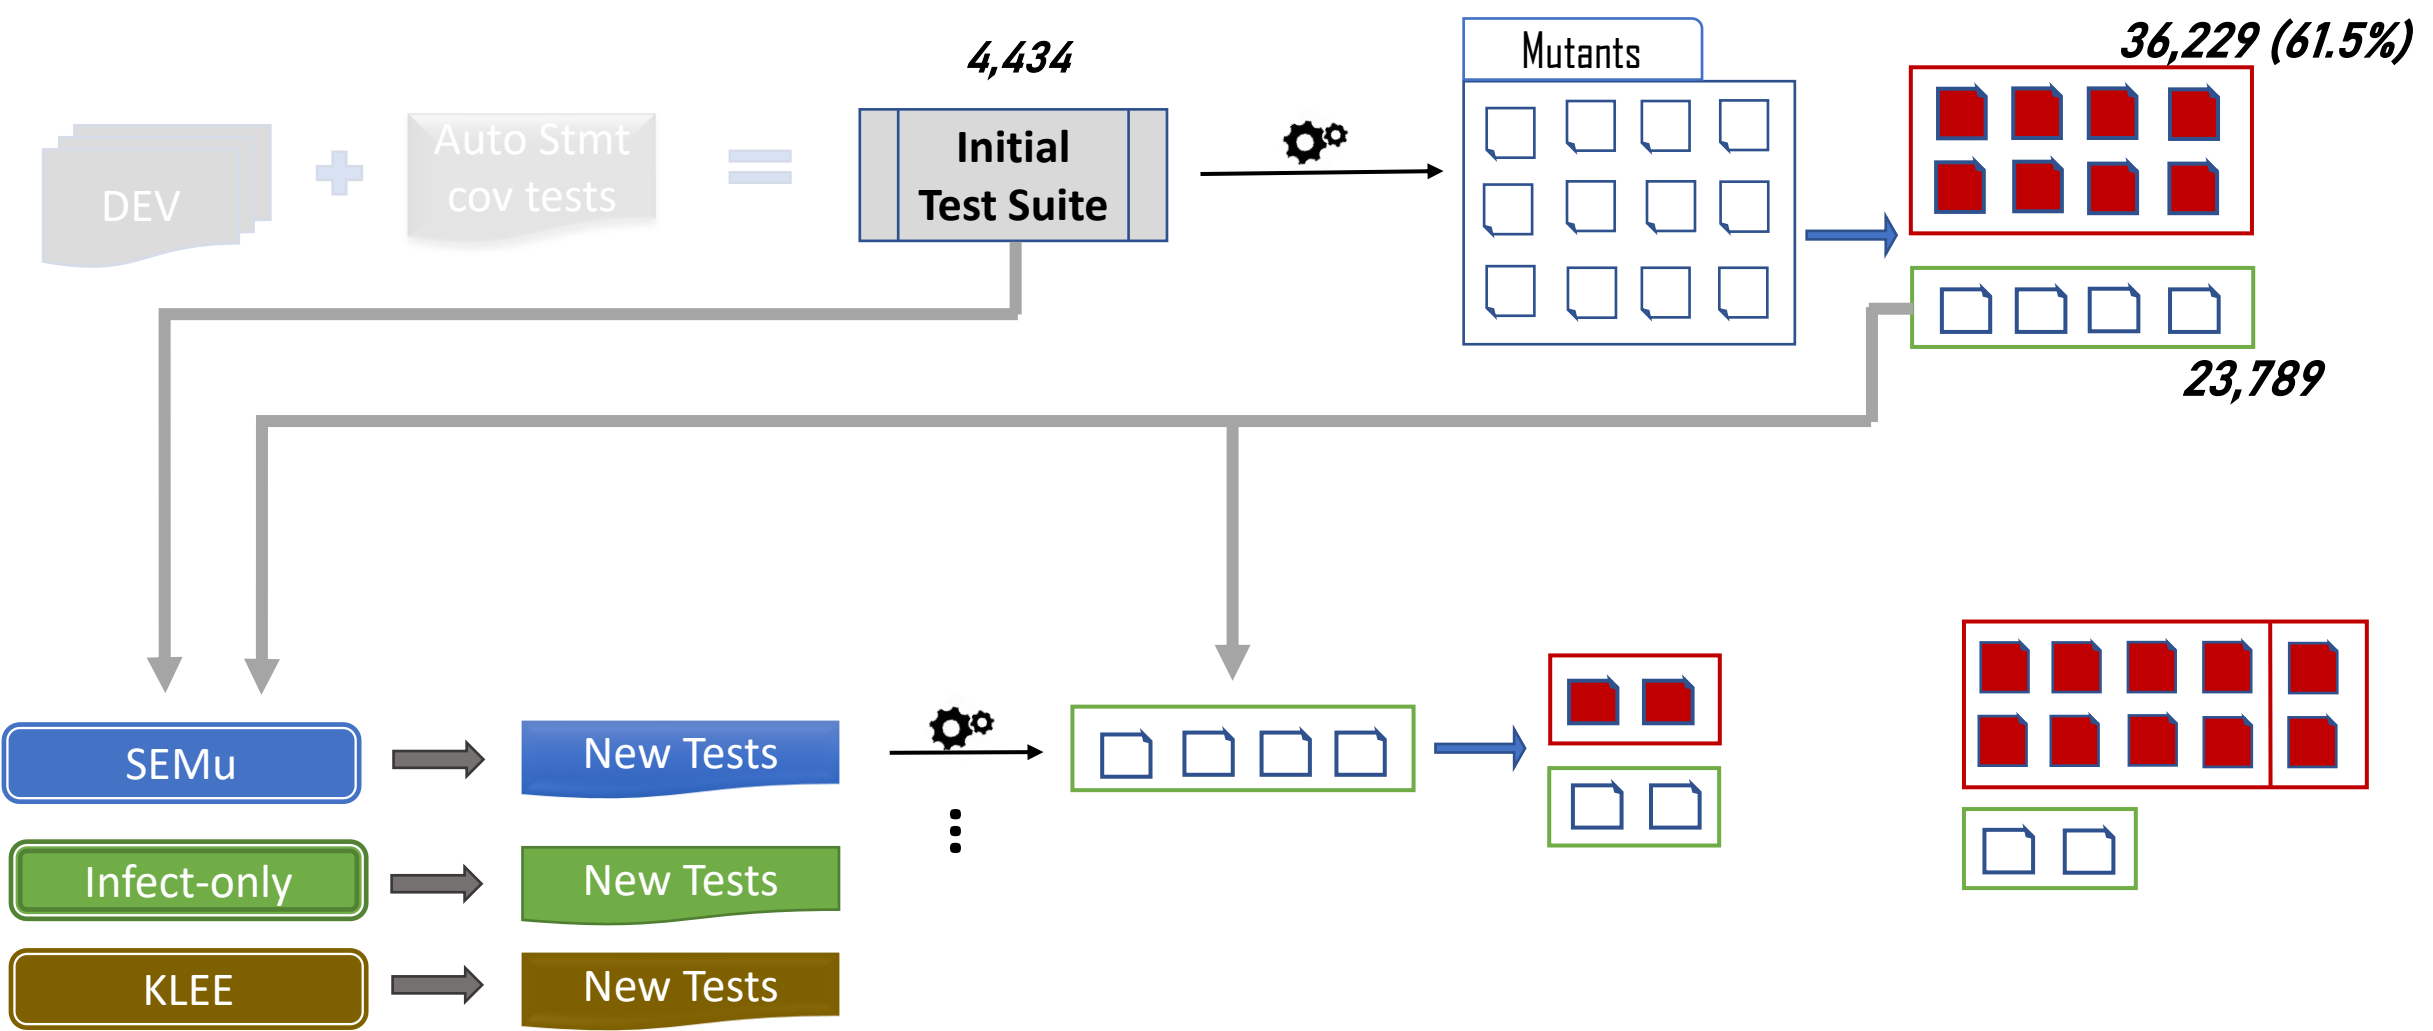 4,434
Mutants
36,229 (61.5%)
DEV
Auto Stmt
cov tests
Initial
Test Suite
23,789
SEMu
New Tests
Infect-only
New Tests
KLEE
New Tests